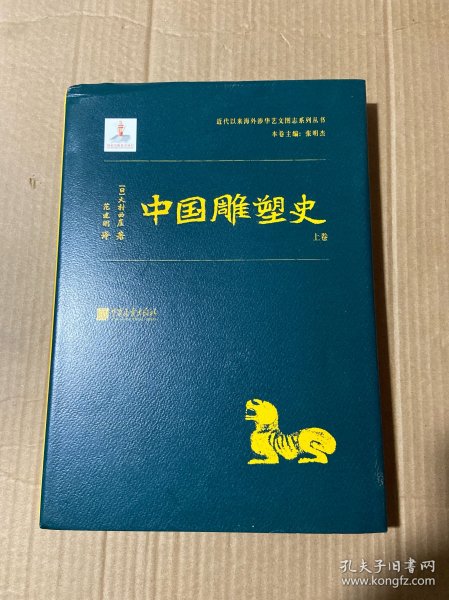 近代以来海外涉华艺文图志系列丛书
本卷主编：张明杰
中国雕塑史
上卷
[日]大村西崖 著
范建明 译
中国画报出版社
孔夫子旧书网
www.kongfz.com